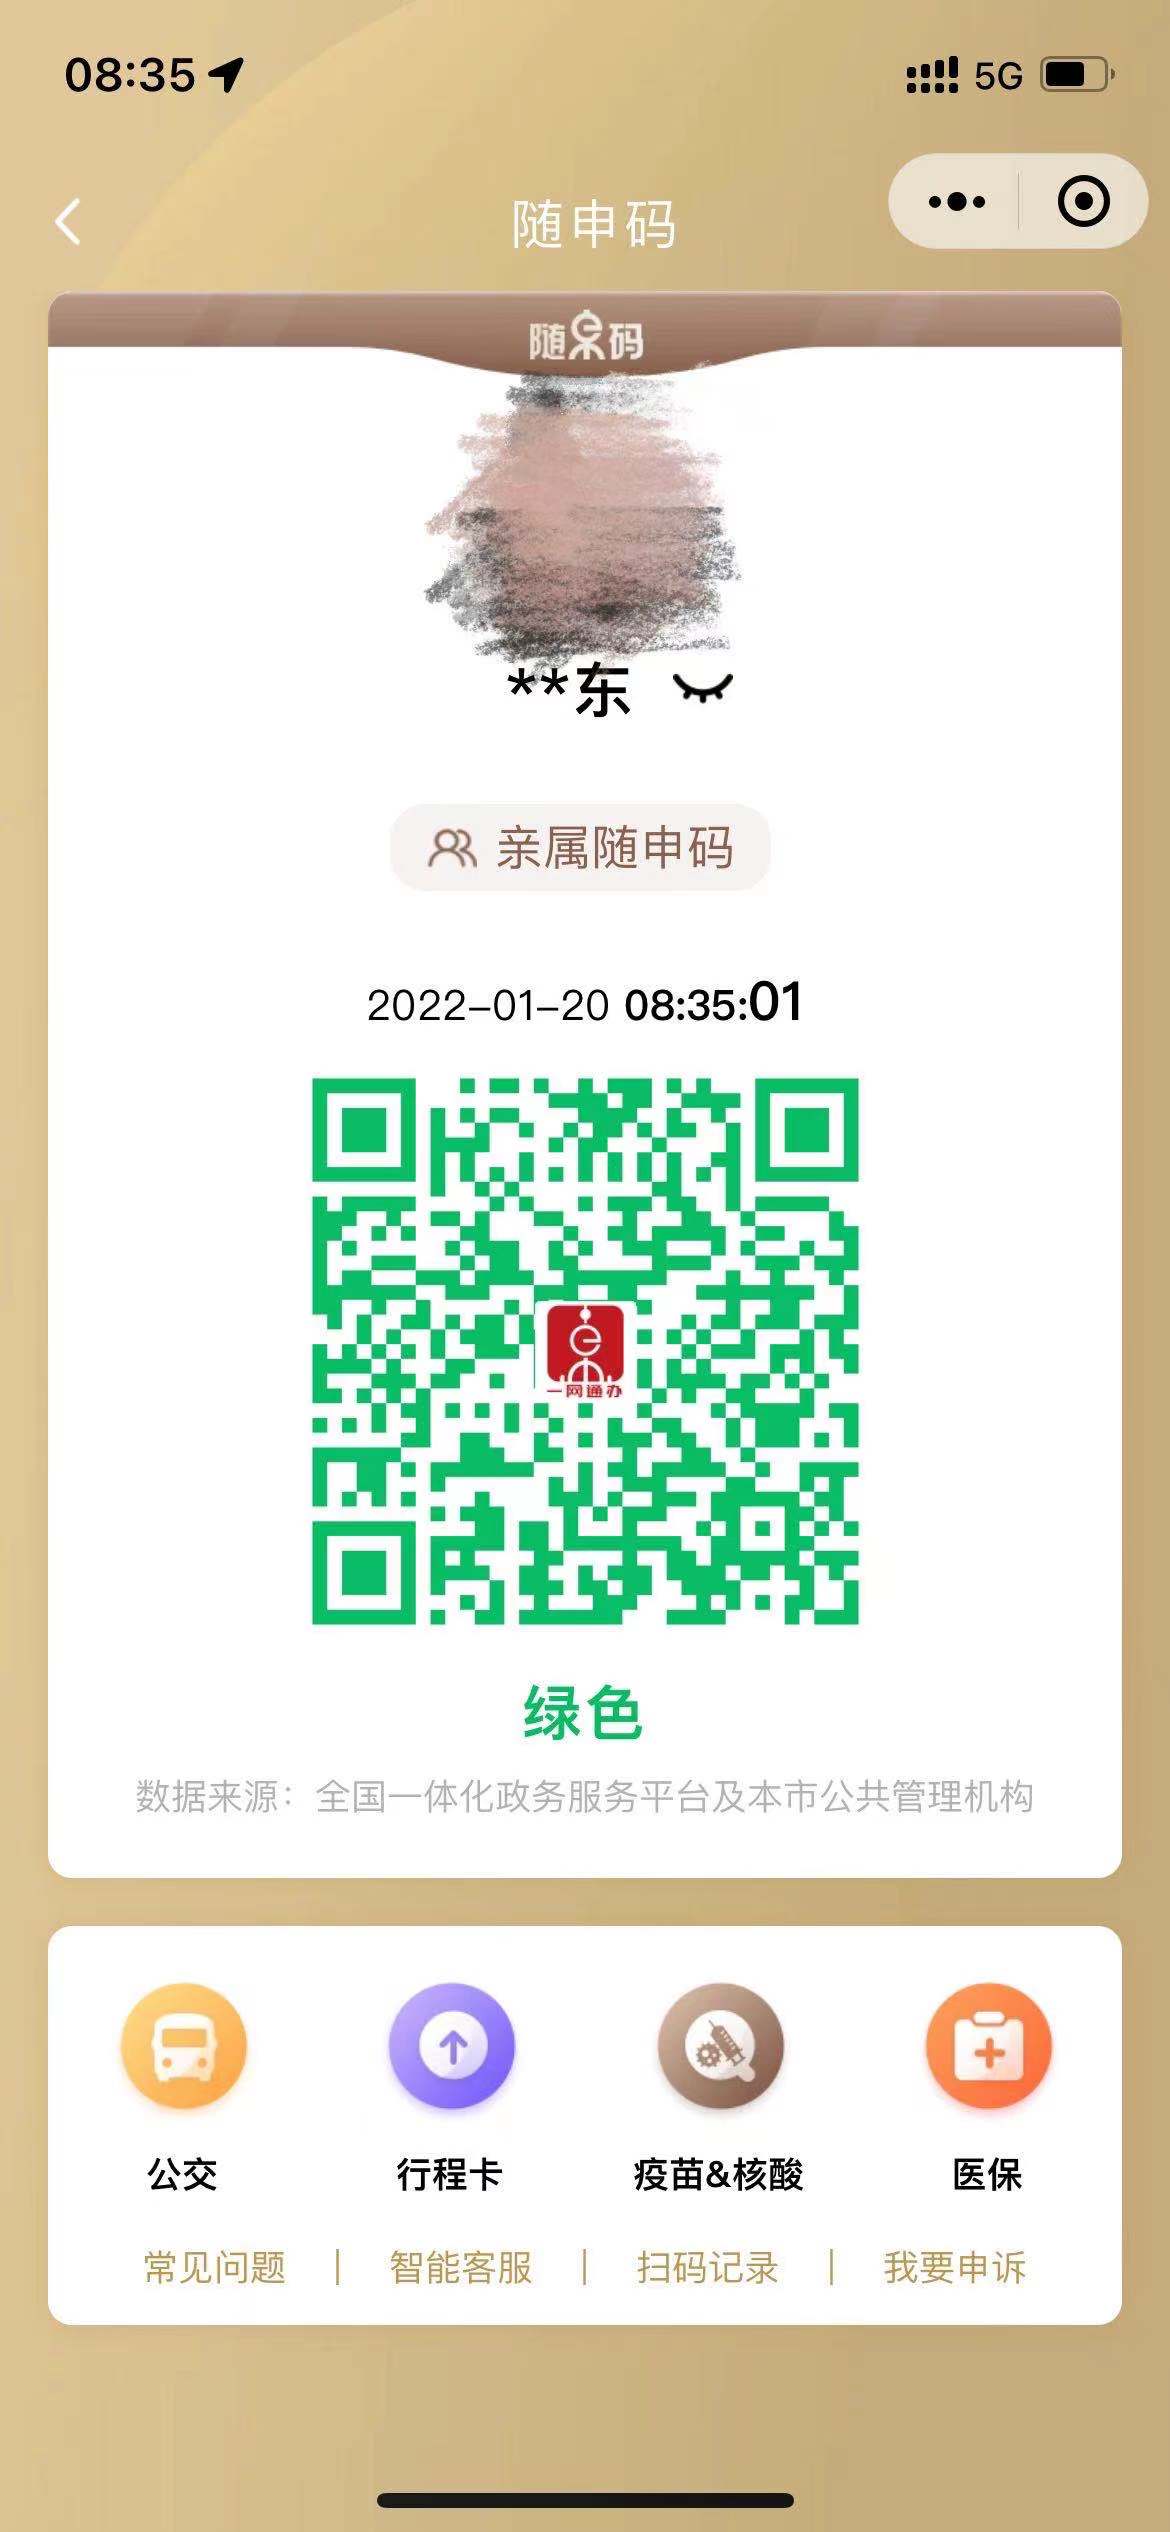 08:35 5G
随申码
随申码
**东
亲属随申码
2022-01-20 08:35:01
一网通办
绿色
数据来源：全国一体化政务服务平台及本市公共管理机构
公交 行程卡 疫苗&核酸 医保
常见问题 | 智能客服 | 扫码记录 | 我要申诉